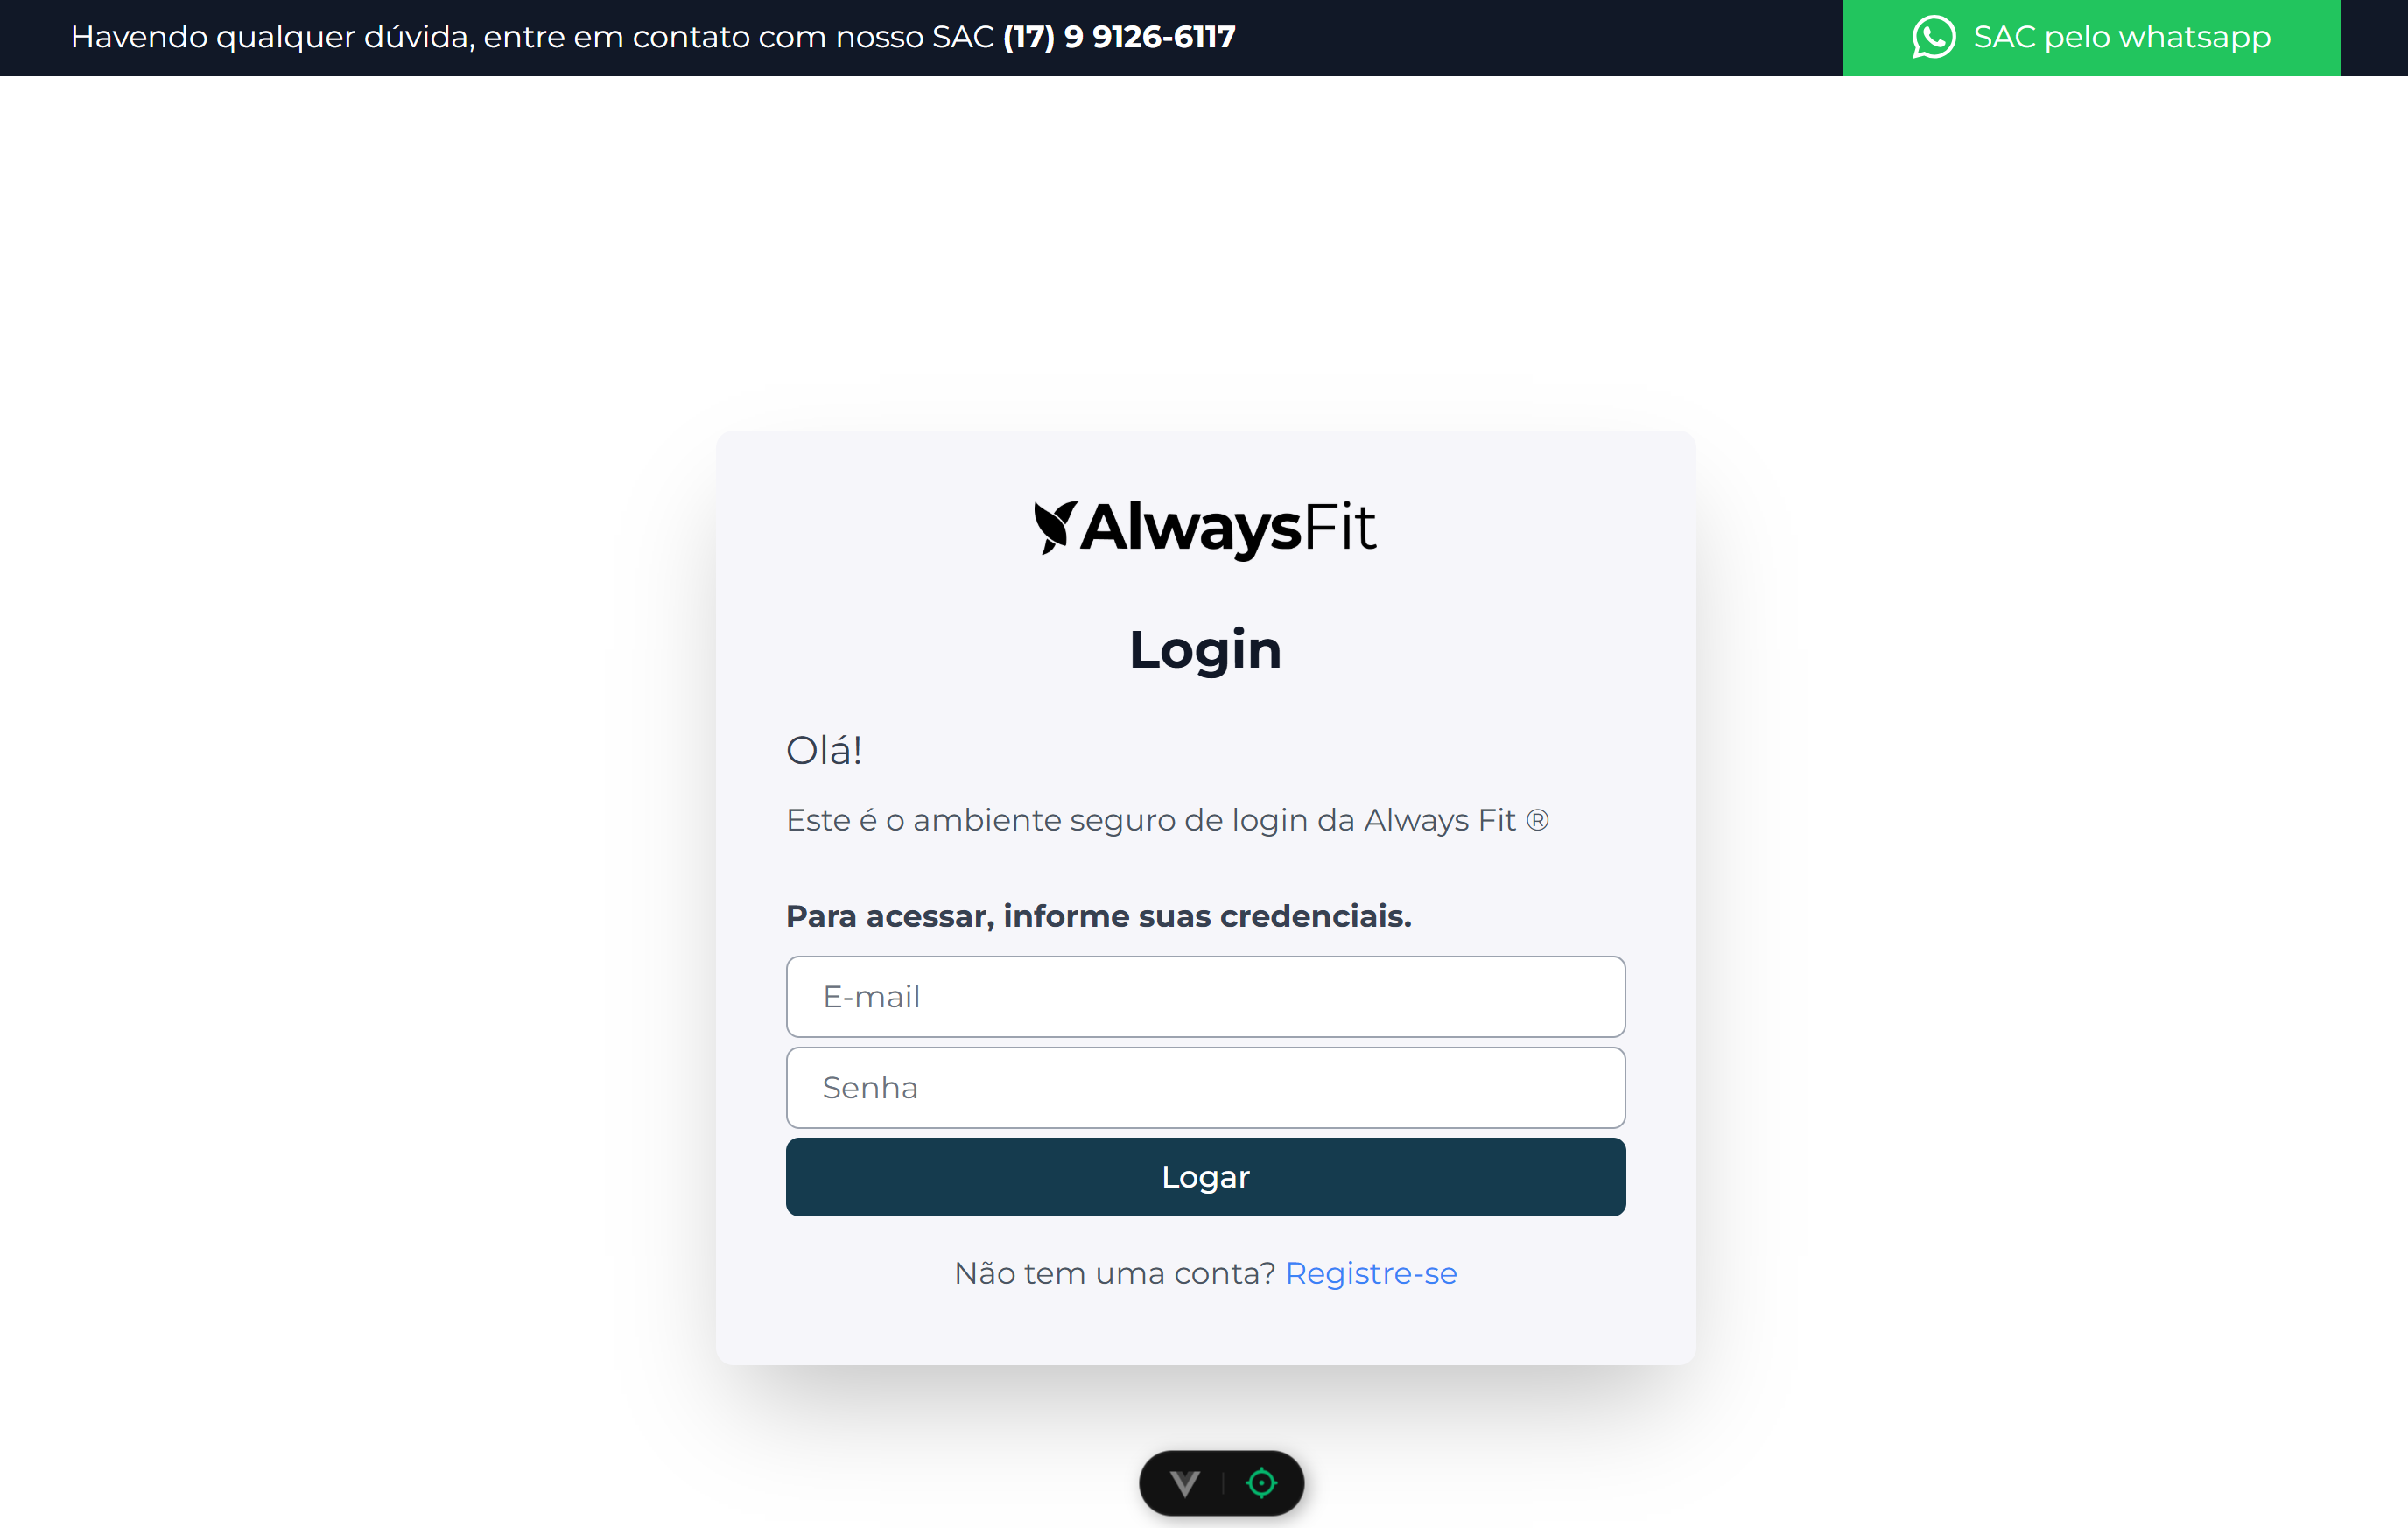 Havendo qualquer dúvida, entre em contato com nosso SAC (17) 9 9126-6117
SAC pelo whatsapp
AlwaysFit
Login
Olá!
Este é o ambiente seguro de login da Always Fit ®
Para acessar, informe suas credenciais.
E-mail
Senha
Logar
Não tem uma conta? Registre-se